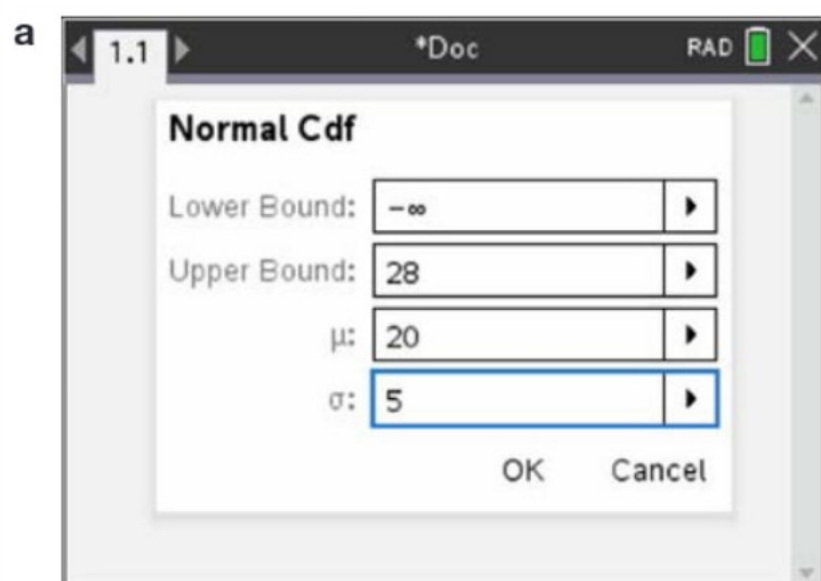 a
1.1 *Doc RAD
Normal Cdf
Lower Bound: -∞
Upper Bound: 28
μ: 20
σ: 5
OK Cancel